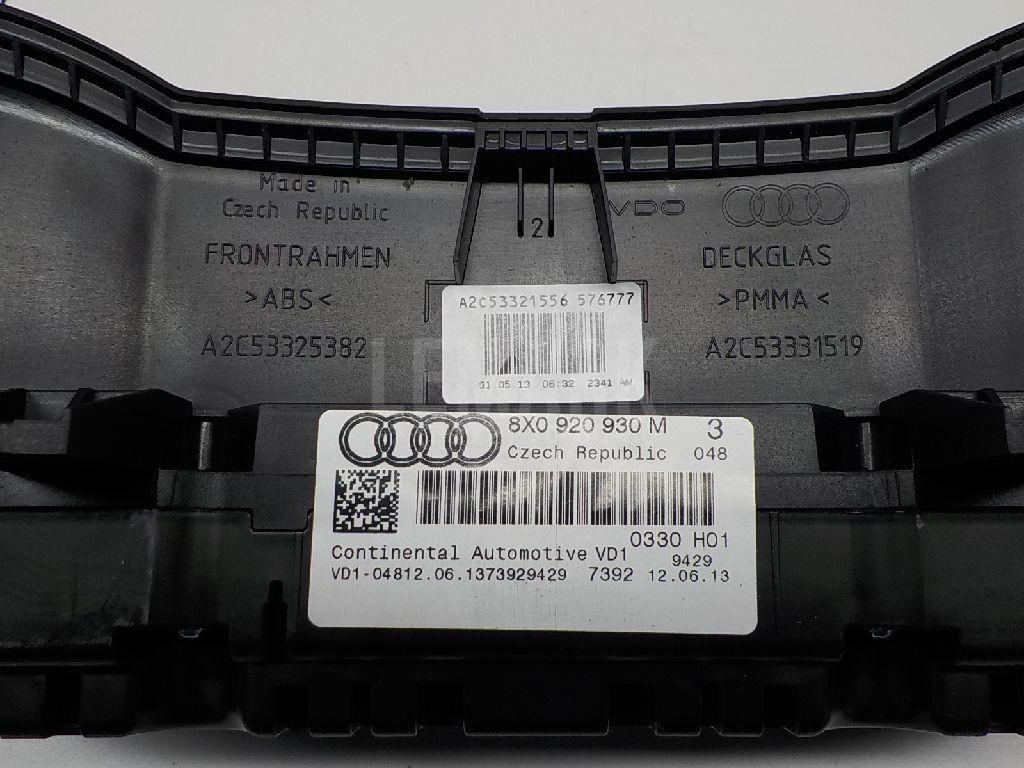 Made in
Czech Republic
FRONTRAHMEN
>ABS<
A2C53325382
2
VDO
DECKGLAS
>PMMA<
A2C53331519
A2C53321556 576777
31.05.13 06:32 2341 AM
8X0 920 930 M 3
Czech Republic 048
0330 H01
Continental Automotive VD1 9429
VD1-04812.06.1373929429 7392 12.06.13